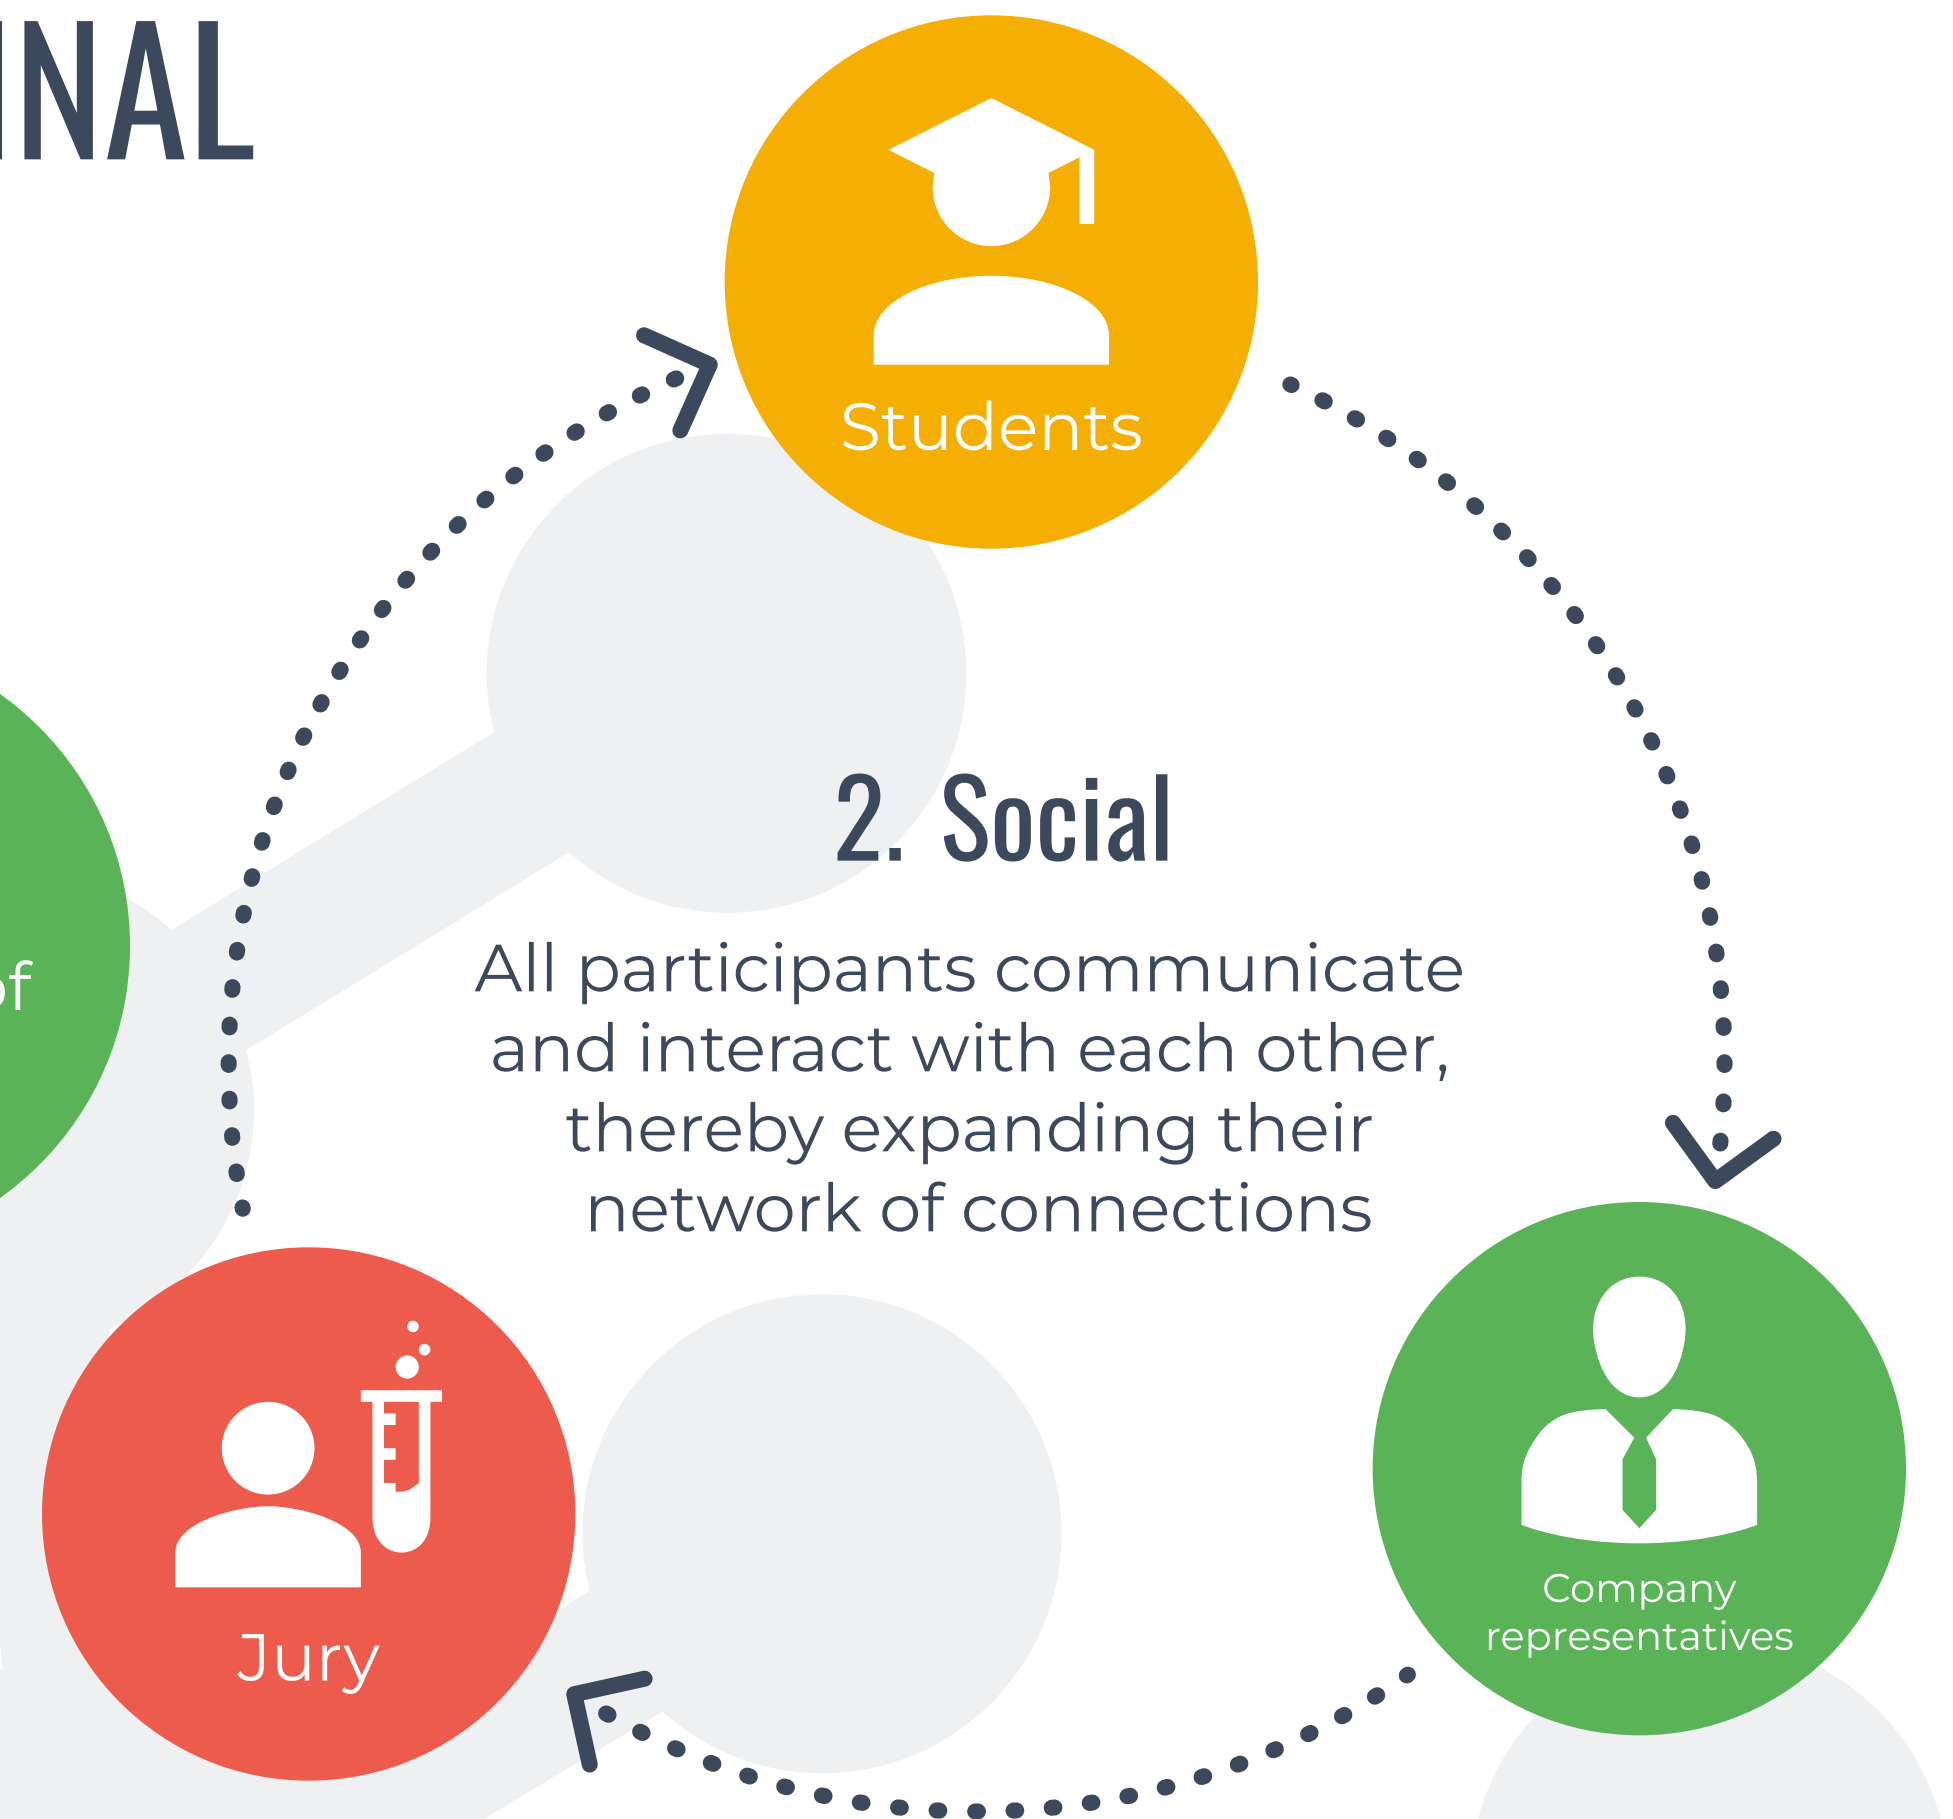 INAL
Students
2. Social
of
All participants communicate
and interact with each other,
thereby expanding their
network of connections
Company
representatives
Jury